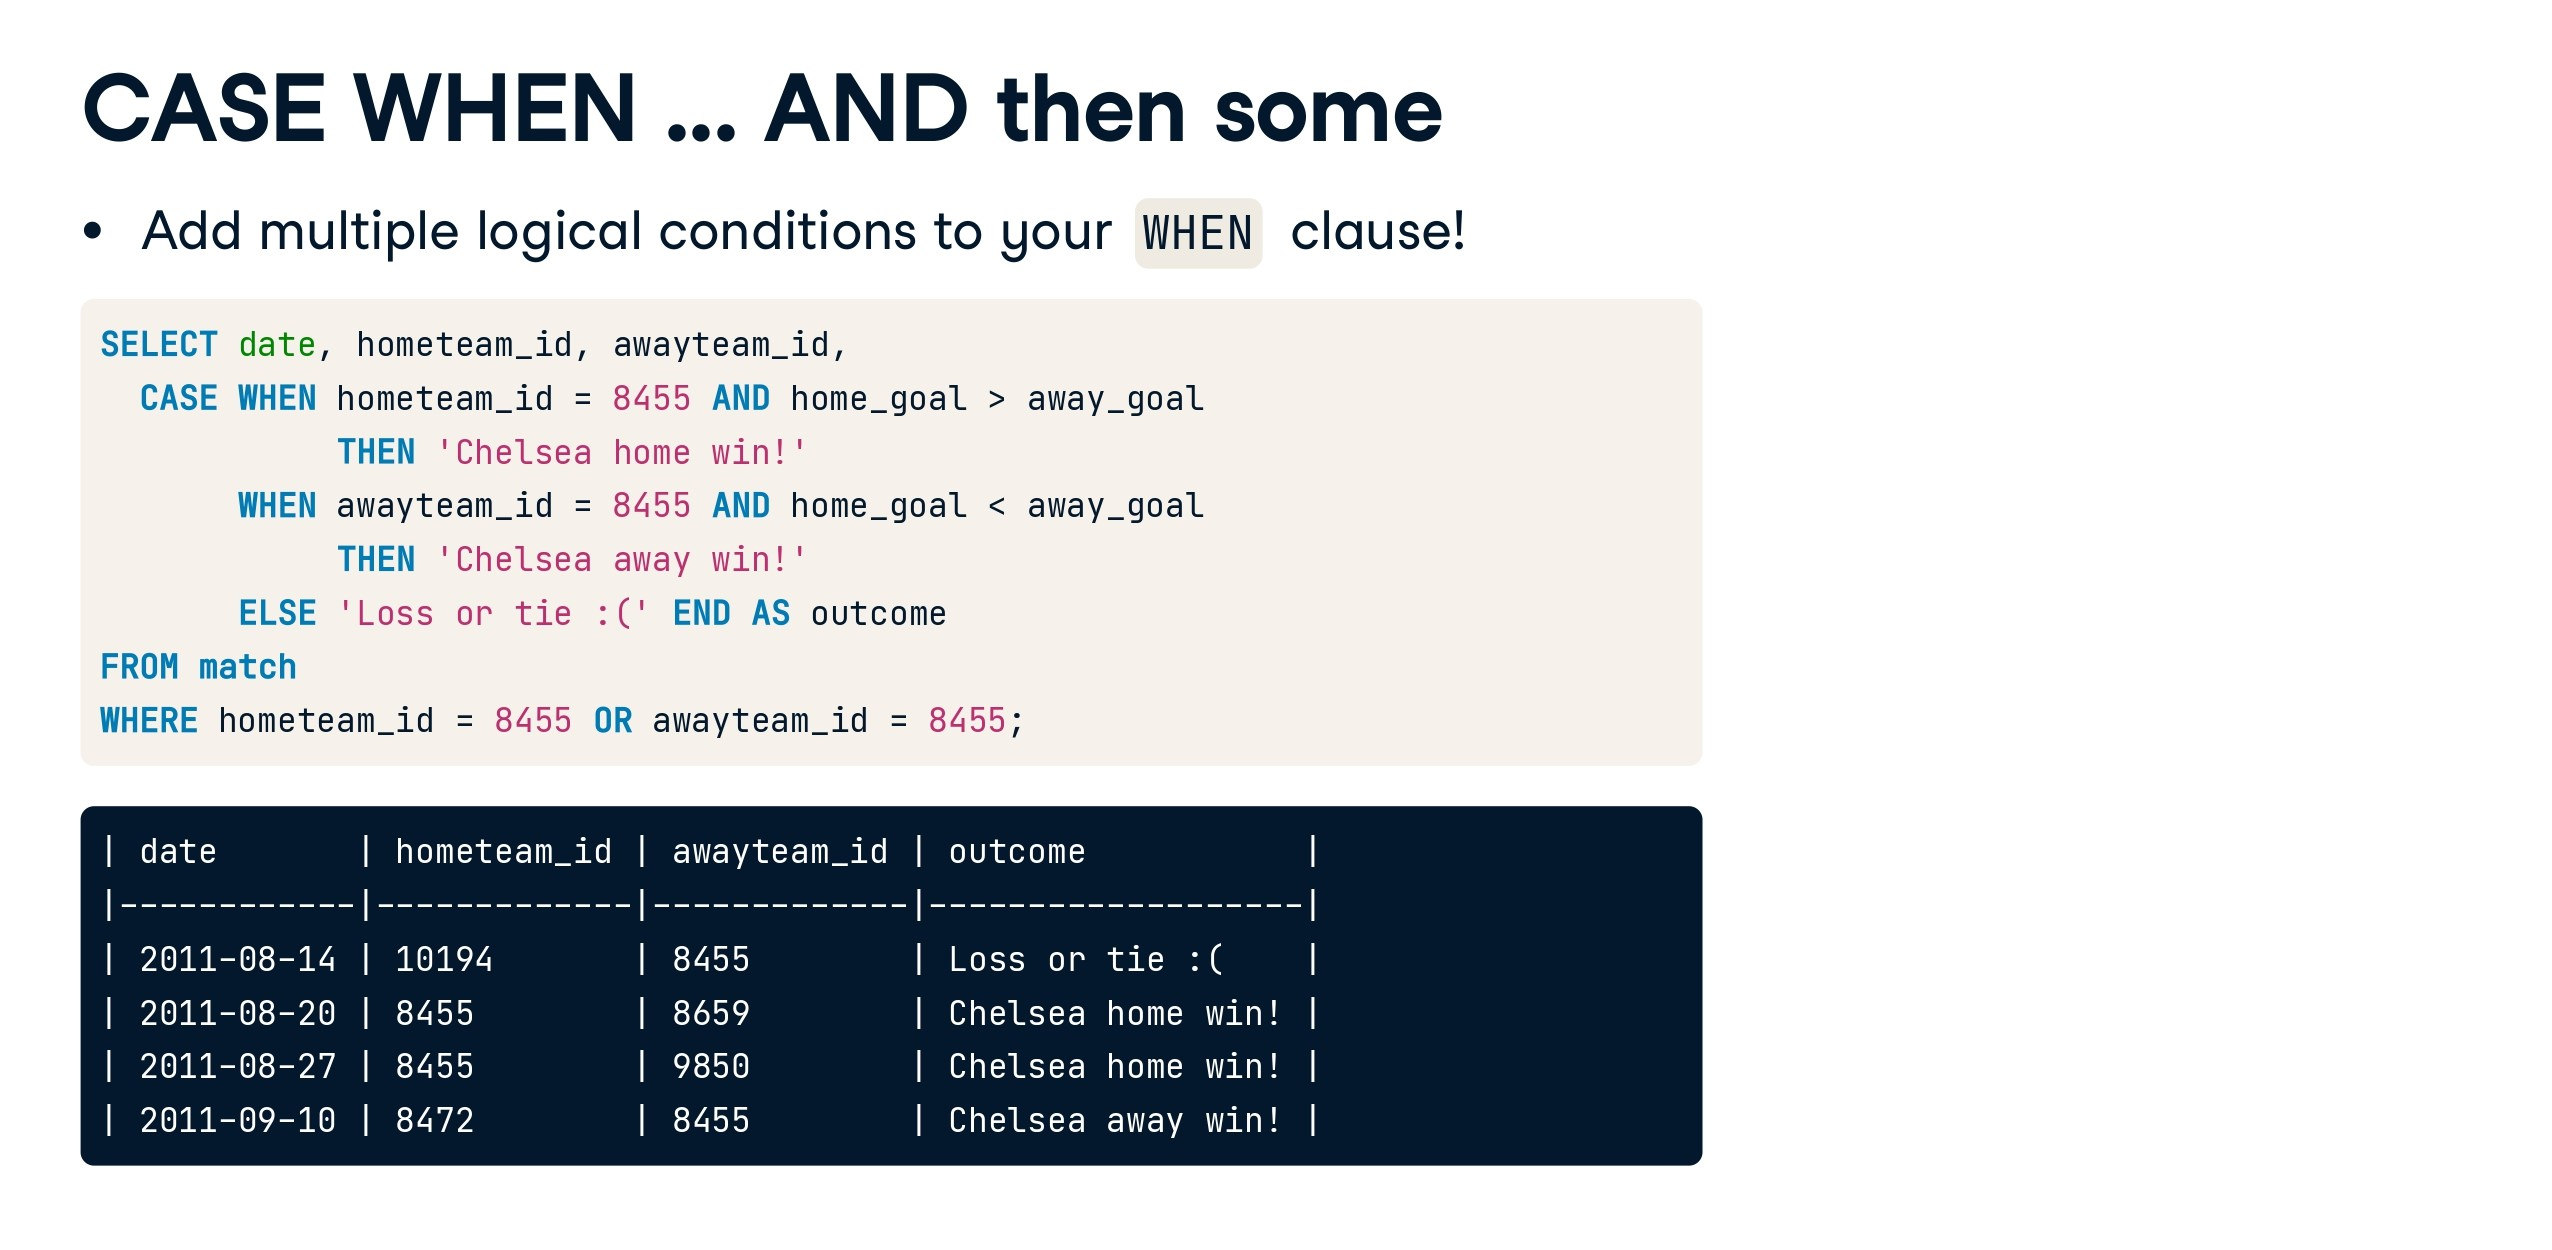 CASE WHEN ... AND then some
• Add multiple logical conditions to your WHEN clause!
SELECT date, hometeam_id, awayteam_id,
  CASE WHEN hometeam_id = 8455 AND home_goal > away_goal
            THEN 'Chelsea home win!'
       WHEN awayteam_id = 8455 AND home_goal < away_goal
            THEN 'Chelsea away win!'
       ELSE 'Loss or tie :(' END AS outcome
FROM match
WHERE hometeam_id = 8455 OR awayteam_id = 8455;
| date       | hometeam_id | awayteam_id | outcome           |
|------------|-------------|-------------|-------------------|
| 2011-08-14 | 10194       | 8455        | Loss or tie :(    |
| 2011-08-20 | 8455        | 8659        | Chelsea home win! |
| 2011-08-27 | 8455        | 9850        | Chelsea home win! |
| 2011-09-10 | 8472        | 8455        | Chelsea away win! |